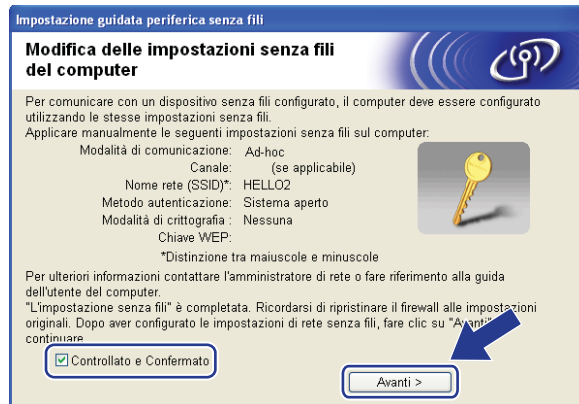 Impostazione guidata periferica senza fili
Modifica delle impostazioni senza fili
del computer
Per comunicare con un dispositivo senza fili configurato, il computer deve essere configurato
utilizzando le stesse impostazioni senza fili.
Applicare manualmente le seguenti impostazioni senza fili sul computer:
Modalità di comunicazione: Ad-hoc
Canale: (se applicabile)
Nome rete (SSID)*: HELLO2
Metodo autenticazione: Sistema aperto
Modalità di crittografia : Nessuna
Chiave WEP:
*Distinzione tra maiuscole e minuscole
Per ulteriori informazioni contattare l'amministratore di rete o fare riferimento alla guida
dell'utente del computer.
"L'impostazione senza fili" è completata. Ricordarsi di ripristinare il firewall alle impostazioni
originali. Dopo aver configurato le impostazioni di rete senza fili, fare clic su "Avanti"
continuare
Controllato e Confermato
Avanti >